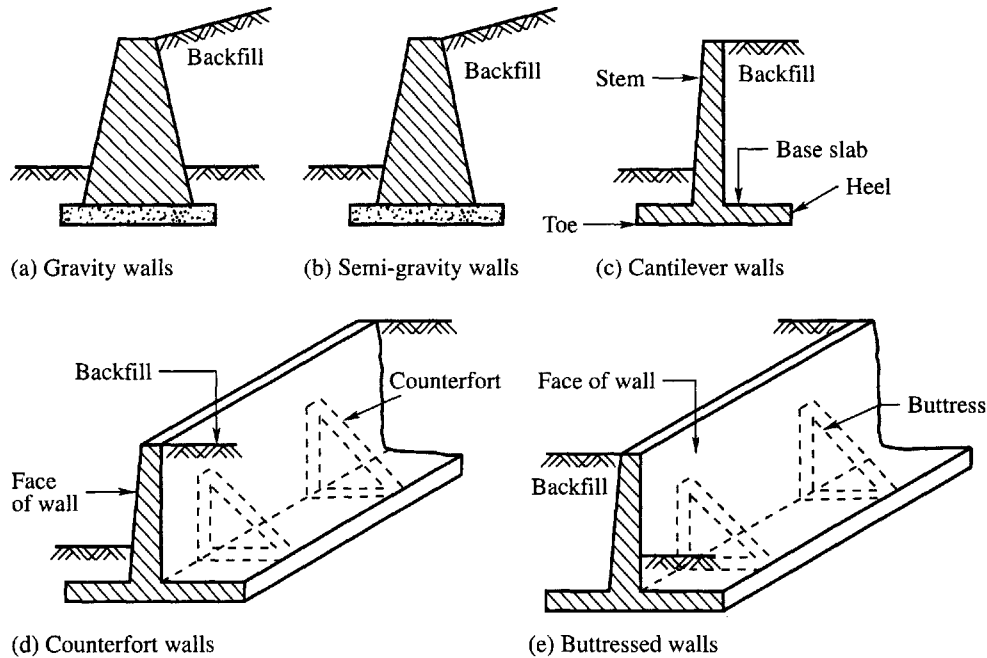 Backfill
Backfill
Stem
Backfill
Base slab
Heel
Toe
(a) Gravity walls
(b) Semi-gravity walls
(c) Cantilever walls
Backfill
Counterfort
Face
of wall
(d) Counterfort walls
Face of wall
Buttress
Backfill
(e) Buttressed walls